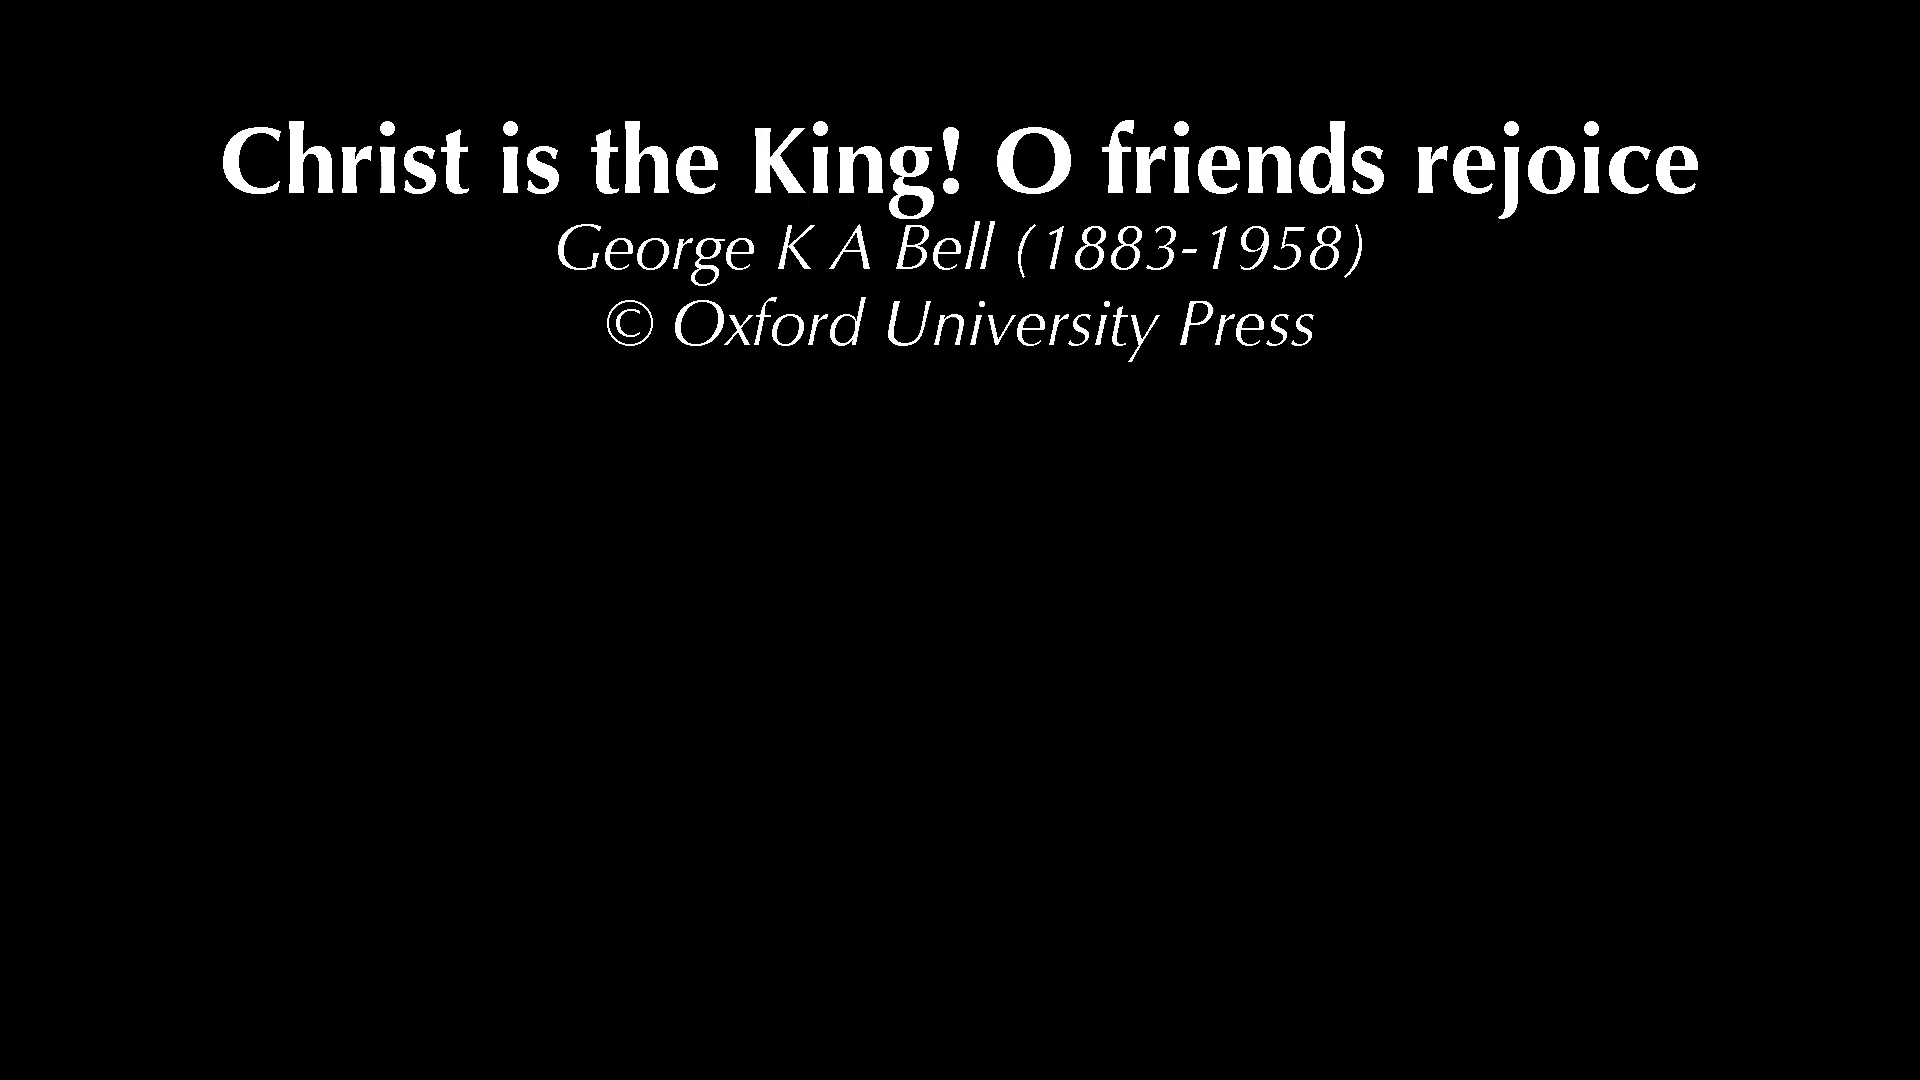 Christ is the King! O friends rejoice
George K A Bell (1883-1958)
© Oxford University Press